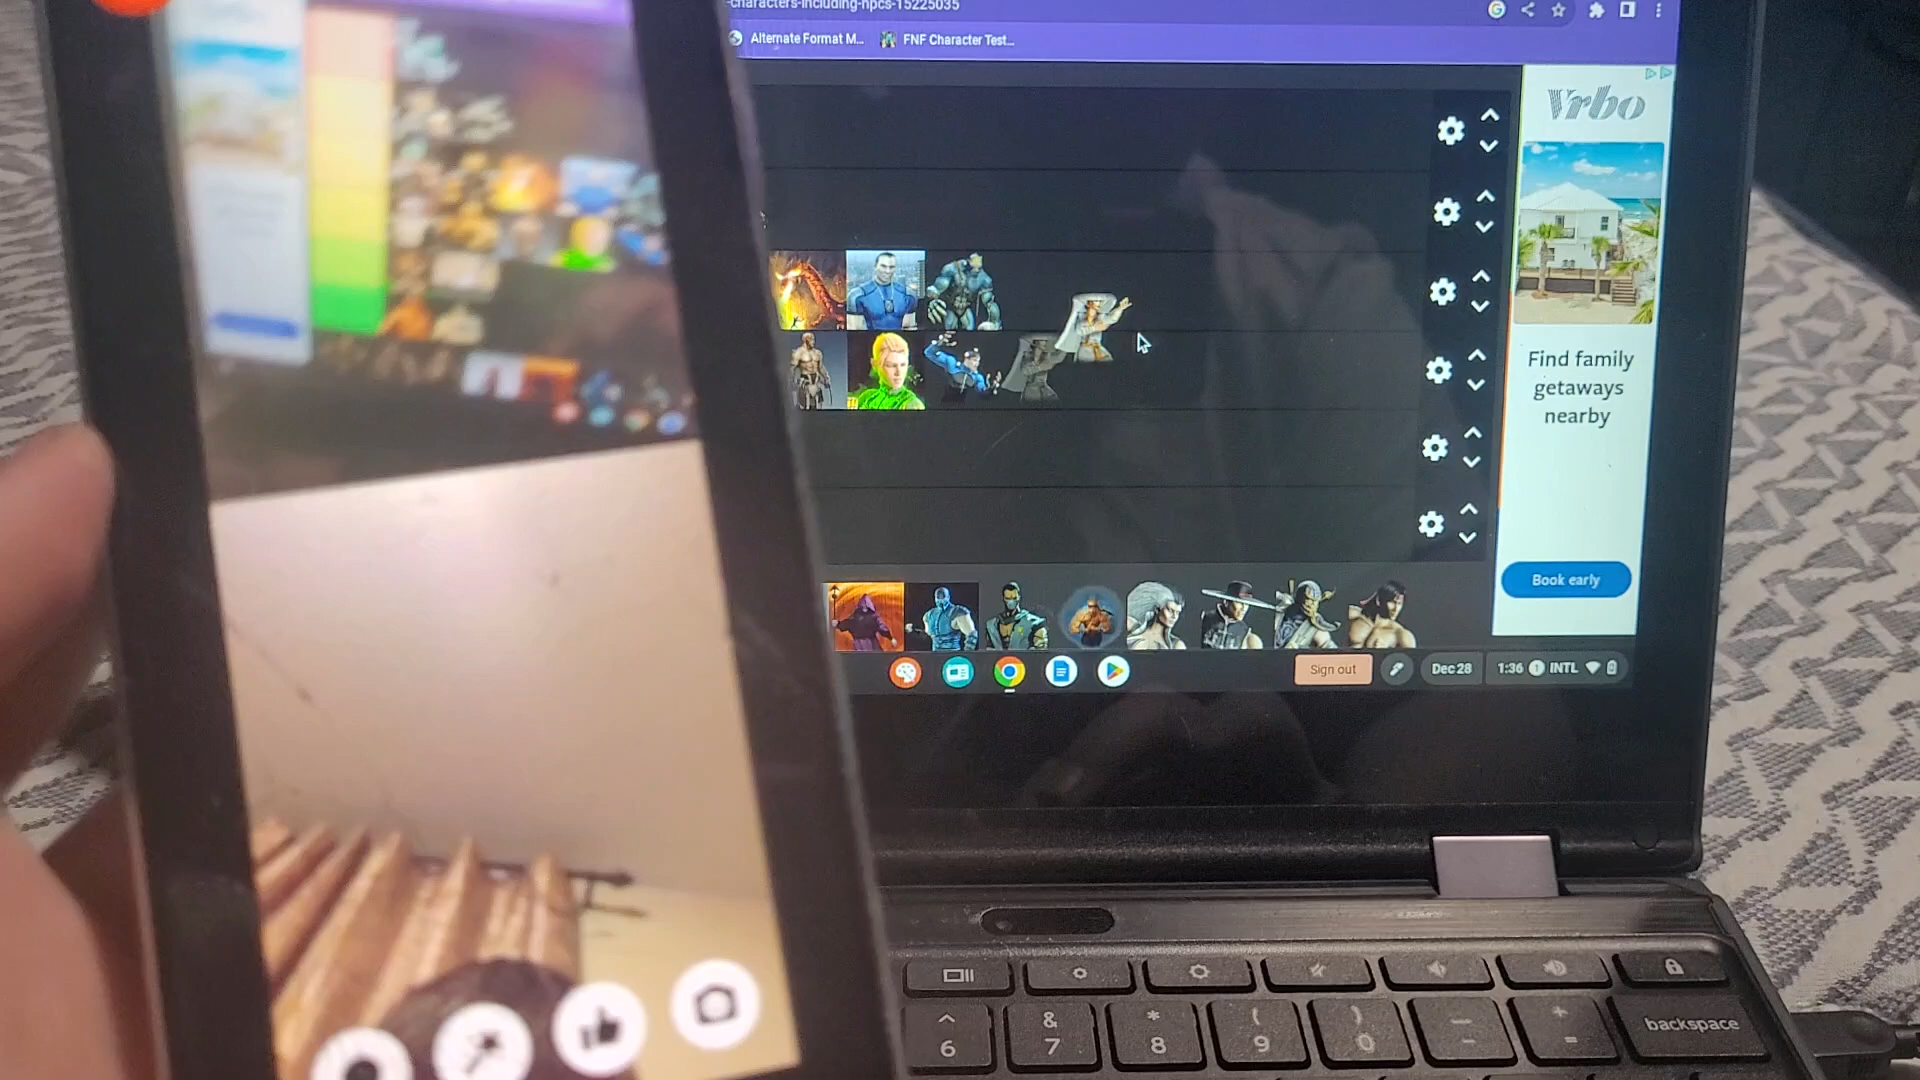 -characters-including-npcs-15225035
Alternate Format M...
FNF Character Test...
Vrbo
Find family
getaways
nearby
Book early
Sign out
Dec 28
1:36
INTL
^
6
&
7
*
8
(
9
)
0
_
-
+
=
backspace